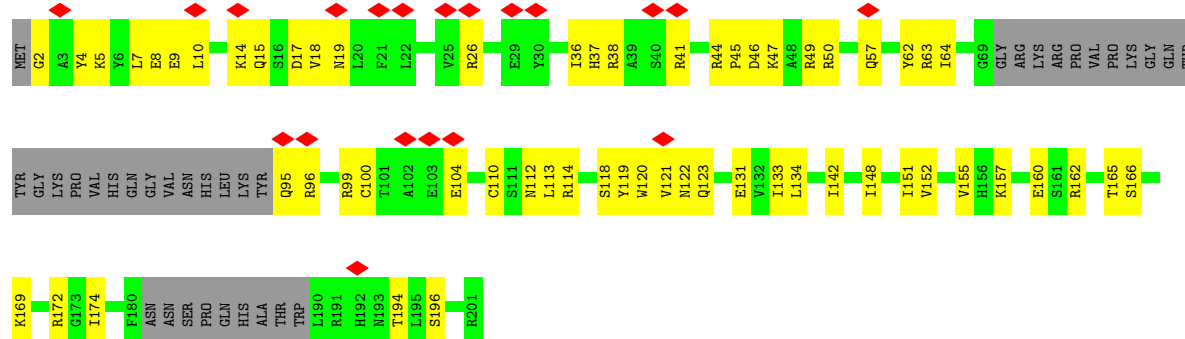 MET G2 A3 Y4 K5 Y6 L7 E8 E9 L10 K14 Q15 S16 D17 V18 N19 L20 F21 L22 V25 R26 E29 Y30 I36 H37 R38 A39 S40 R41 R44 P45 D46 K47 A48 R49 R50 Q57 Y62 R63 I64 G69 GLY ARG LYS ARG PRO VAL PRO LYS GLY GLN
TYR GLY LYS PRO VAL HIS GLN GLY VAL ASN HIS LEU LYS TYR Q95 R96 R99 C100 T101 A102 E103 E104 C110 S111 N112 L113 R114 S118 Y119 W120 V121 N122 Q123 E131 V132 I133 L134 I142 I148 I151 V152 V155 H156 K157 E160 S161 R162 T165 S166
K169 R172 G173 I174 F180 ASN ASN SER PRO GLN HIS ALA THR TRP L190 R191 H192 N193 T194 L195 S196 R201